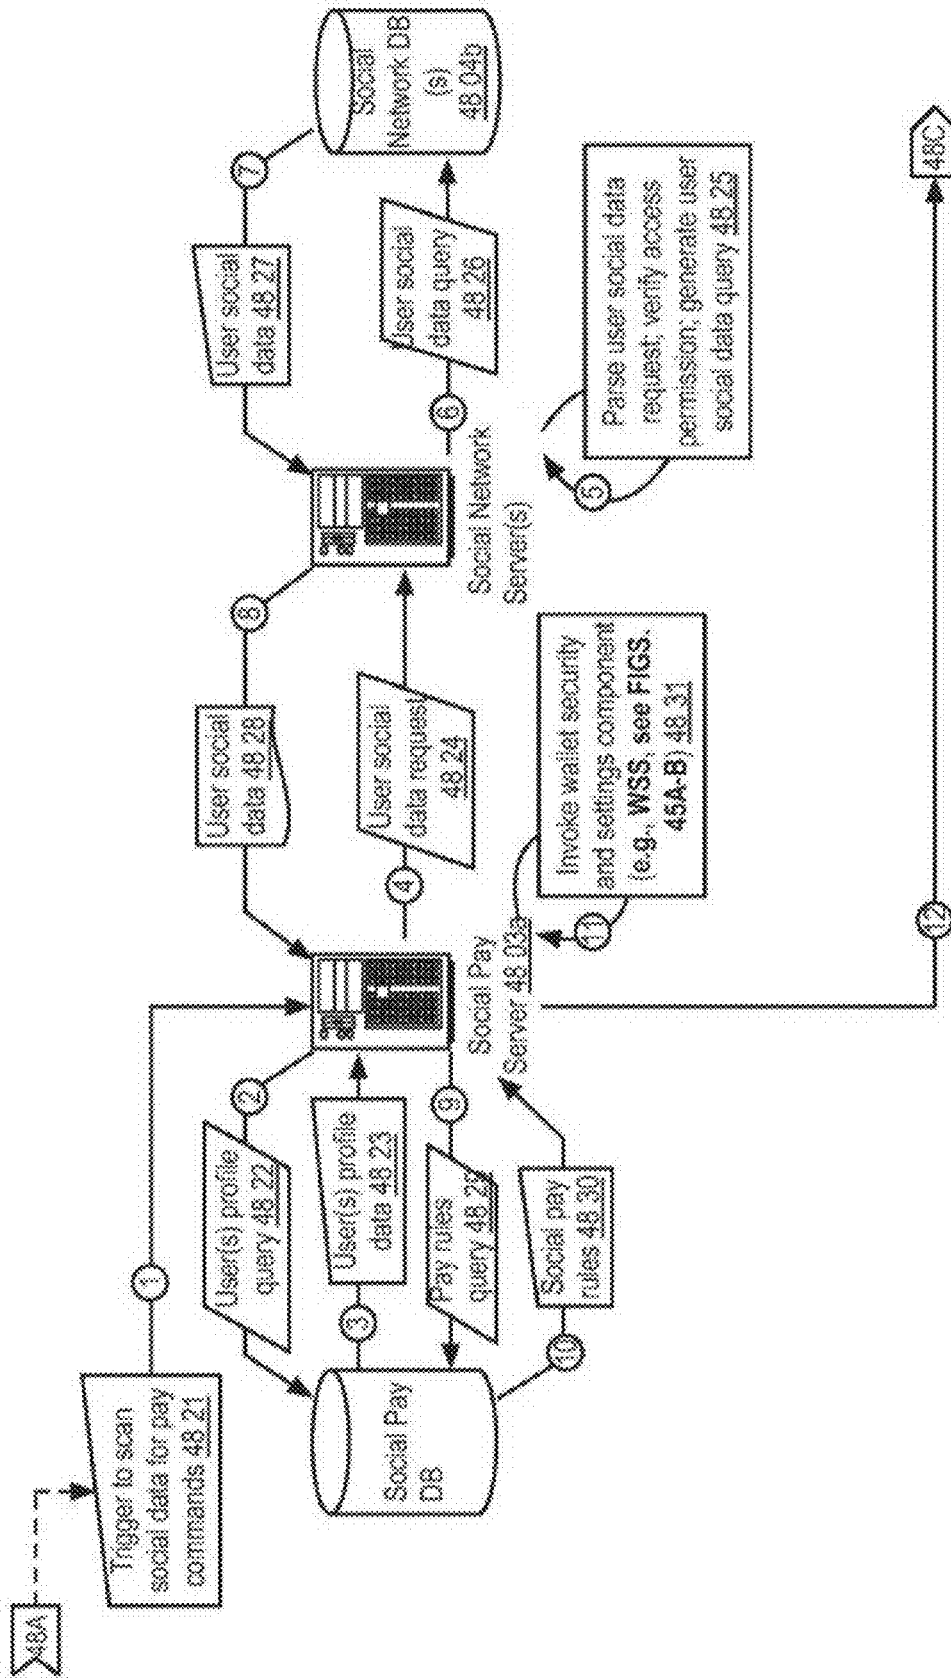 48A
Trigger to scan
social data for pay
commands 48 21
1
User(s) profile
query 48 22
2
User(s) profile
data 48 23
3
Pay rules
query 48 29
9
Social pay
rules 48 30
10
Social Pay
DB
Social Pay
Server 48 03a
User social
data 48 28
8
User social
data request
48 24
4
Invoke wallet security
and settings component
(e.g., WSS, see FIGS.
45A-B) 48 31
11
12
Social Network
Server(s)
User social
data 48 27
7
User social
data query
48 26
6
Parse user social data
request; verify access
permission; generate user
social data query 48 25
5
Social
Network DB
(s)
48 04b
48C